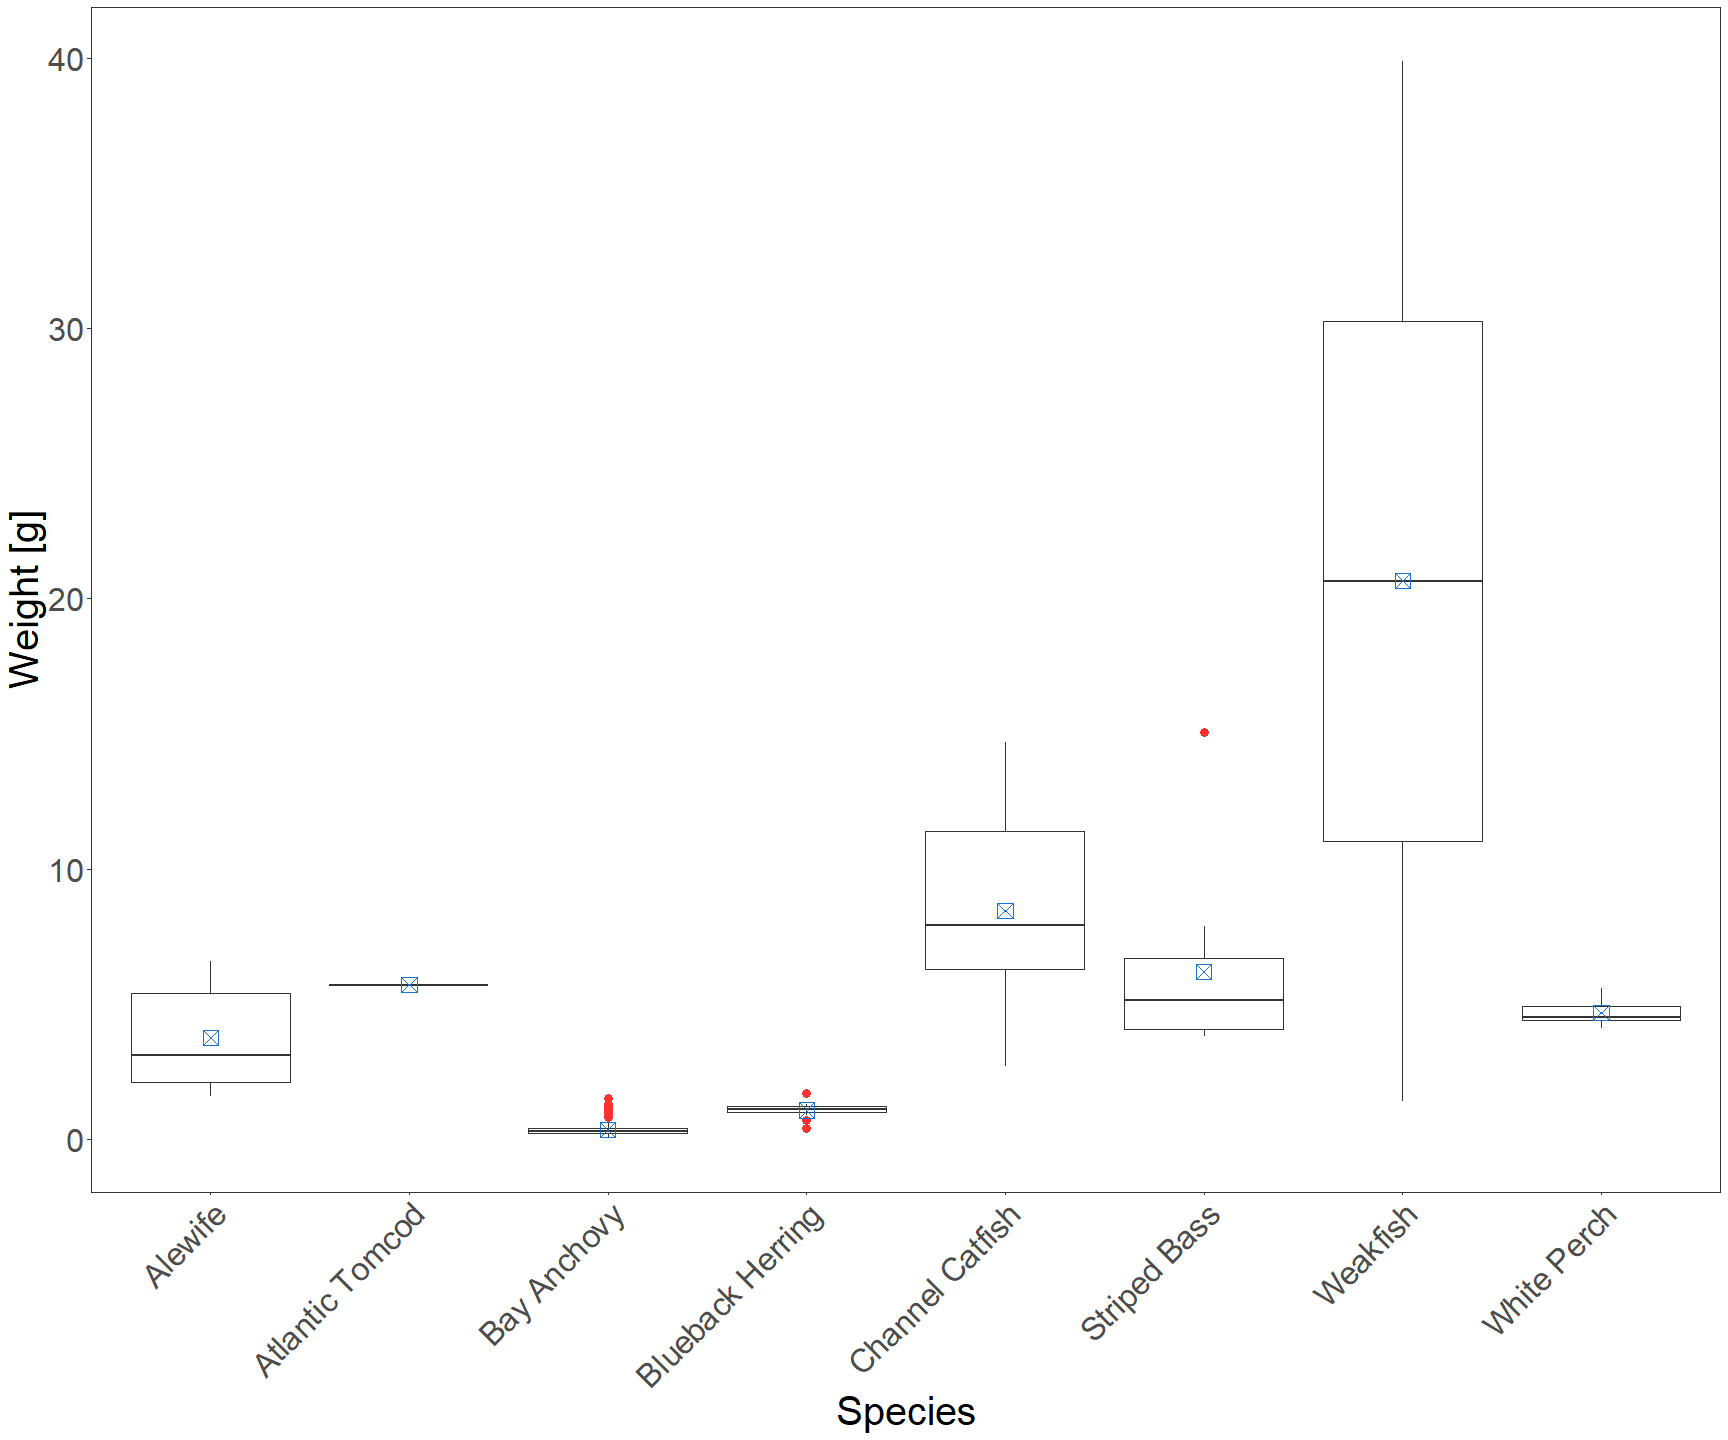 40
30
20
10
0
Weight [g]
Alewife
Atlantic Tomcod
Bay Anchovy
Blueback Herring
Channel Catfish
Striped Bass
Weakfish
White Perch
Species